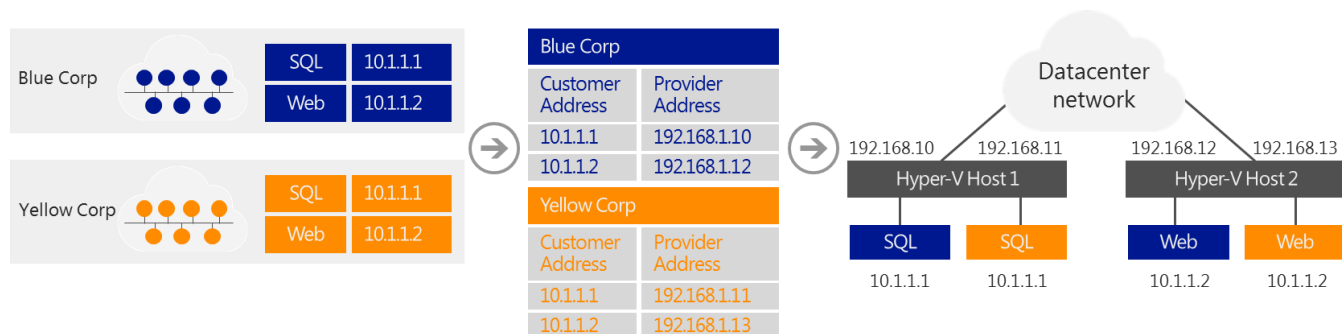 Blue Corp
SQL 10.1.1.1
Web 10.1.1.2
Yellow Corp
SQL 10.1.1.1
Web 10.1.1.2
Blue Corp
Customer Address Provider Address
10.1.1.1 192.168.1.10
10.1.1.2 192.168.1.12
Yellow Corp
Customer Address Provider Address
10.1.1.1 192.168.1.11
10.1.1.2 192.168.1.13
Datacenter
network
192.168.10 192.168.11 192.168.12 192.168.13
Hyper-V Host 1 Hyper-V Host 2
SQL SQL Web Web
10.1.1.1 10.1.1.1 10.1.1.2 10.1.1.2